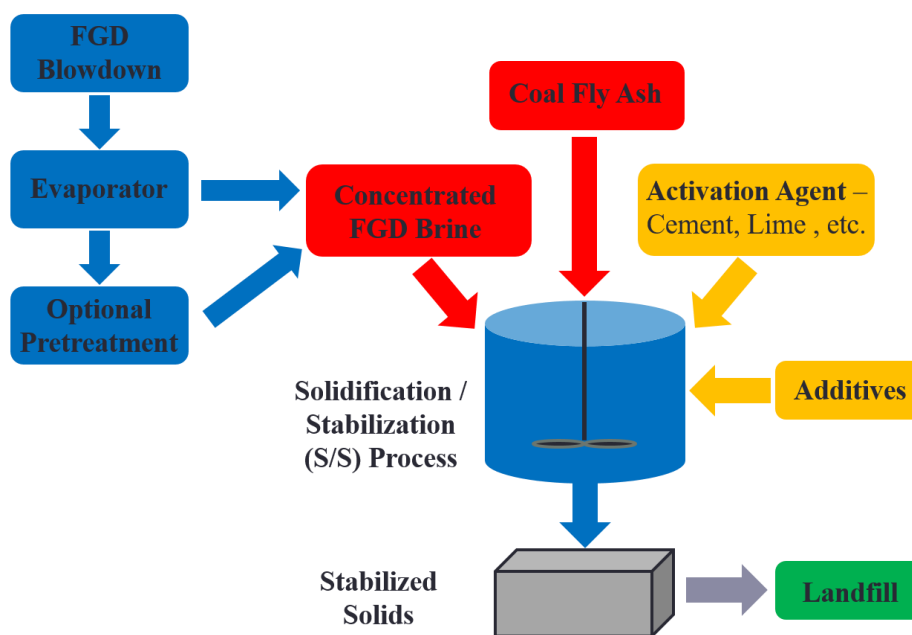 FGD
Blowdown
Coal Fly Ash
Evaporator
Concentrated
FGD Brine
Activation Agent –
Cement, Lime , etc.
Optional
Pretreatment
Solidification /
Stabilization
(S/S) Process
Additives
Stabilized
Solids
Landfill